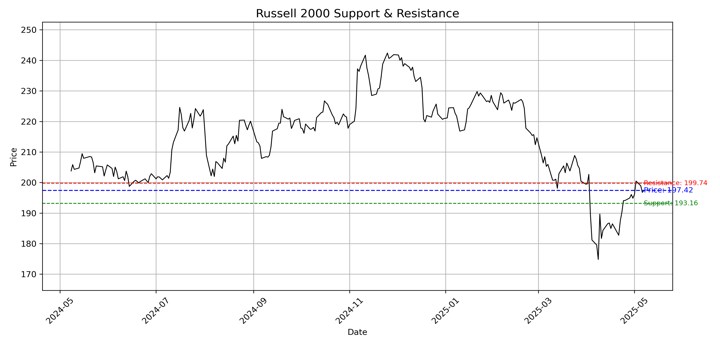 Russell 2000 Support & Resistance
250
240
230
220
210
200
190
180
170
Price
Resistance: 199.74
Price: 197.42
Support: 193.16
2024-05
2024-07
2024-09
2024-11
2025-01
2025-03
2025-05
Date